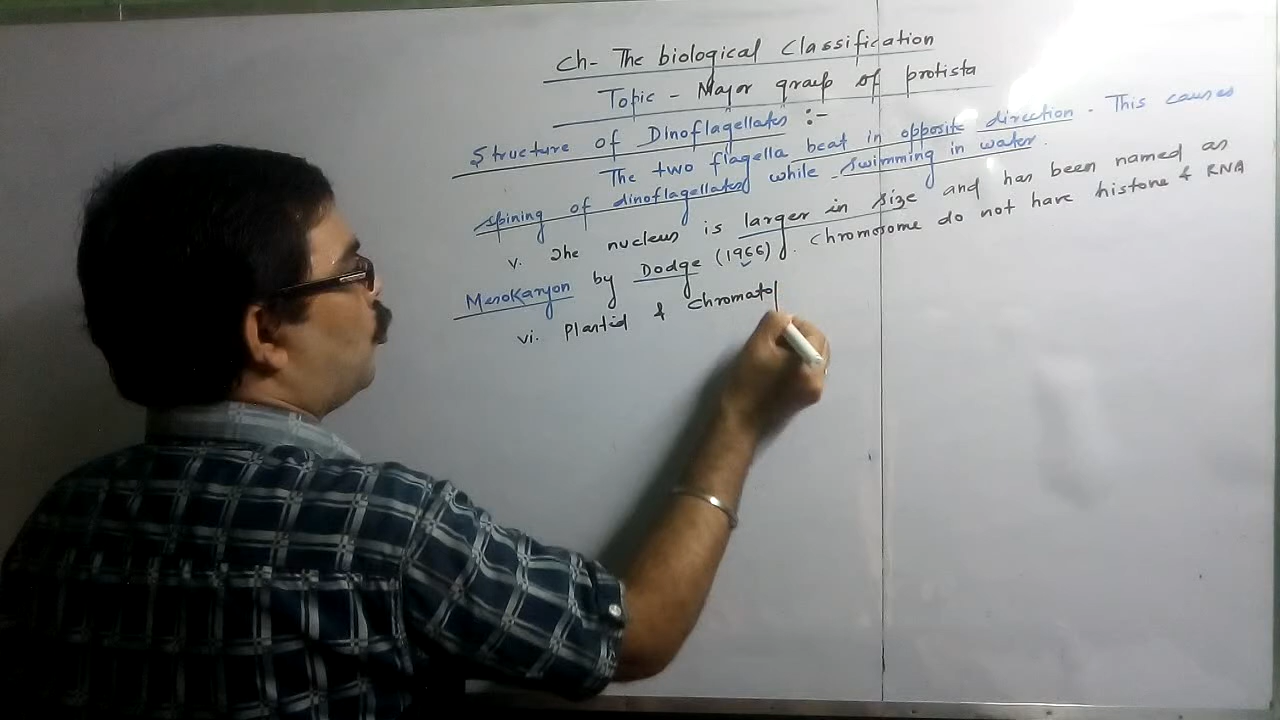 Ch- The biological Classification
Topic - Major group of protista
Structure of Dinoflagellates :-
The two flagella beat in opposite direction. This causes
spining of dinoflagellates while swimming in water.
v. The nucleus is larger in size and has been named as
Mesokaryon by Dodge (1966). Chromosome do not have histone & RNA
vi. Plastid & Chromatol